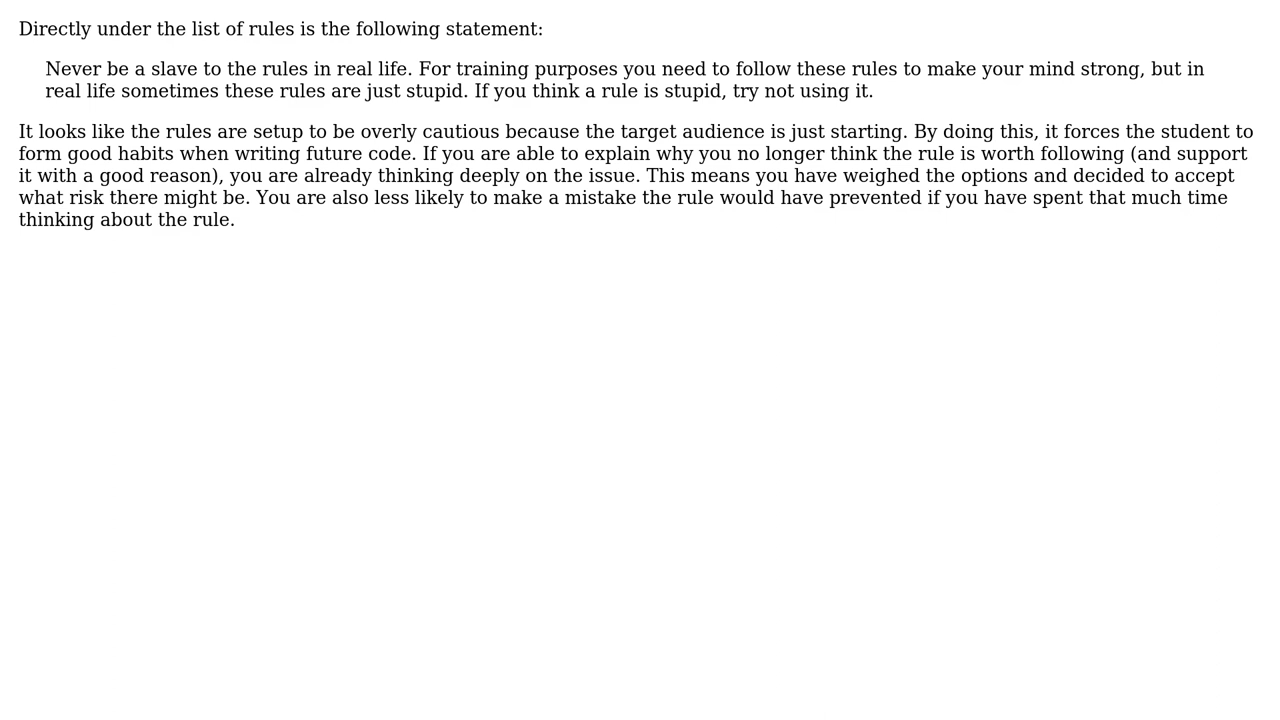 Directly under the list of rules is the following statement:
Never be a slave to the rules in real life. For training purposes you need to follow these rules to make your mind strong, but in
real life sometimes these rules are just stupid. If you think a rule is stupid, try not using it.
It looks like the rules are setup to be overly cautious because the target audience is just starting. By doing this, it forces the student to
form good habits when writing future code. If you are able to explain why you no longer think the rule is worth following (and support
it with a good reason), you are already thinking deeply on the issue. This means you have weighed the options and decided to accept
what risk there might be. You are also less likely to make a mistake the rule would have prevented if you have spent that much time
thinking about the rule.